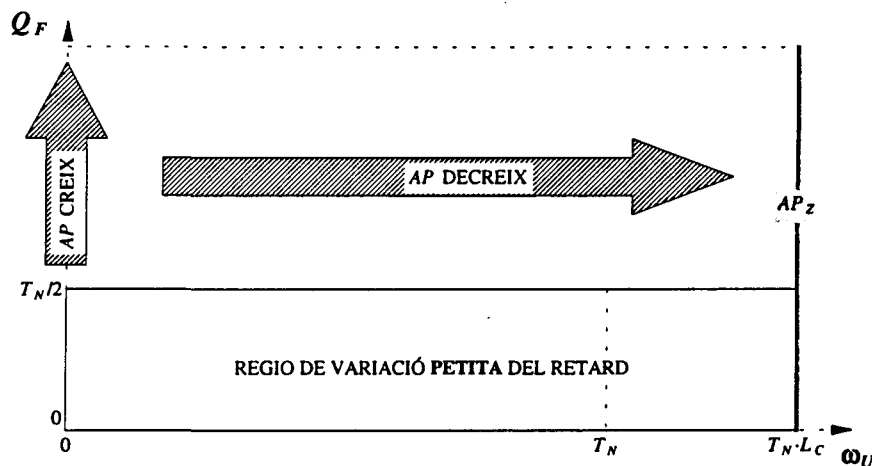 Q_F
AP CREIX
AP DECREIX
AP_Z
T_N/2
REGIO DE VARIACIÓ PETITA DEL RETARD
0
0
T_N
T_N·L_C
ω_U